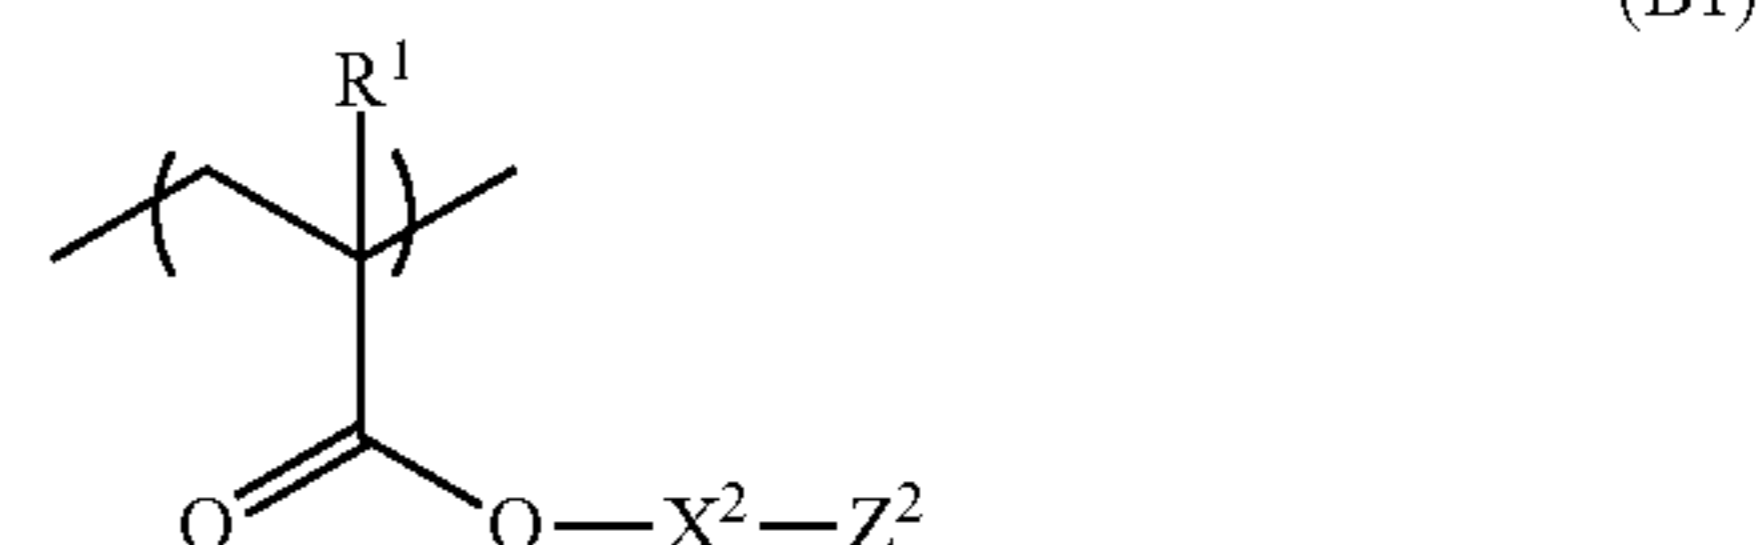 (B1)
R¹
O O—X²—Z²